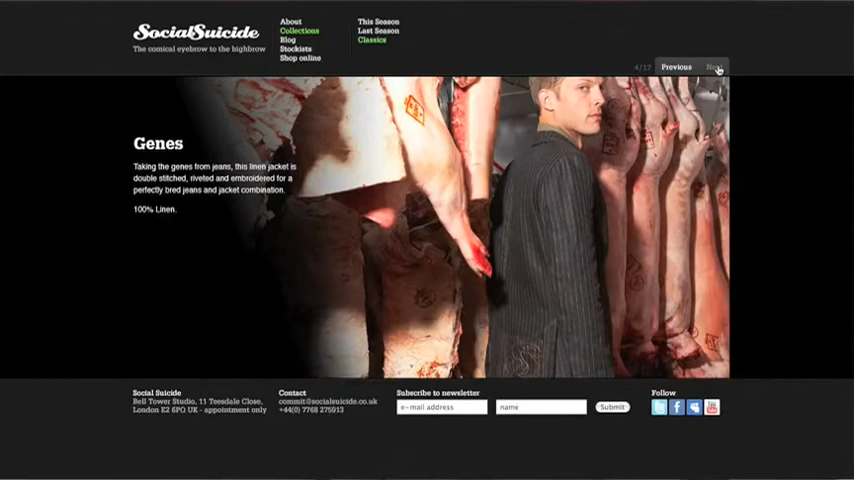 SocialSuicide
The comical eyebrow to the highbrow
About
Collections
Blog
Stockists
Shop online
This Season
Last Season
Classics
4/17
Previous
Genes
Taking the genes from jeans, this linen jacket is
double stitched, riveted and embroidered for a
perfectly bred jeans and jacket combination.
100% Linen.
Social Suicide
Bell Tower Studio, 11 Teesdale Close,
London E2 6PQ UK - appointment only
Contact
commit@socialsuicide.co.uk
+44(0) 7768 275913
Subscribe to newsletter
e-mail address
name
Submit
Follow